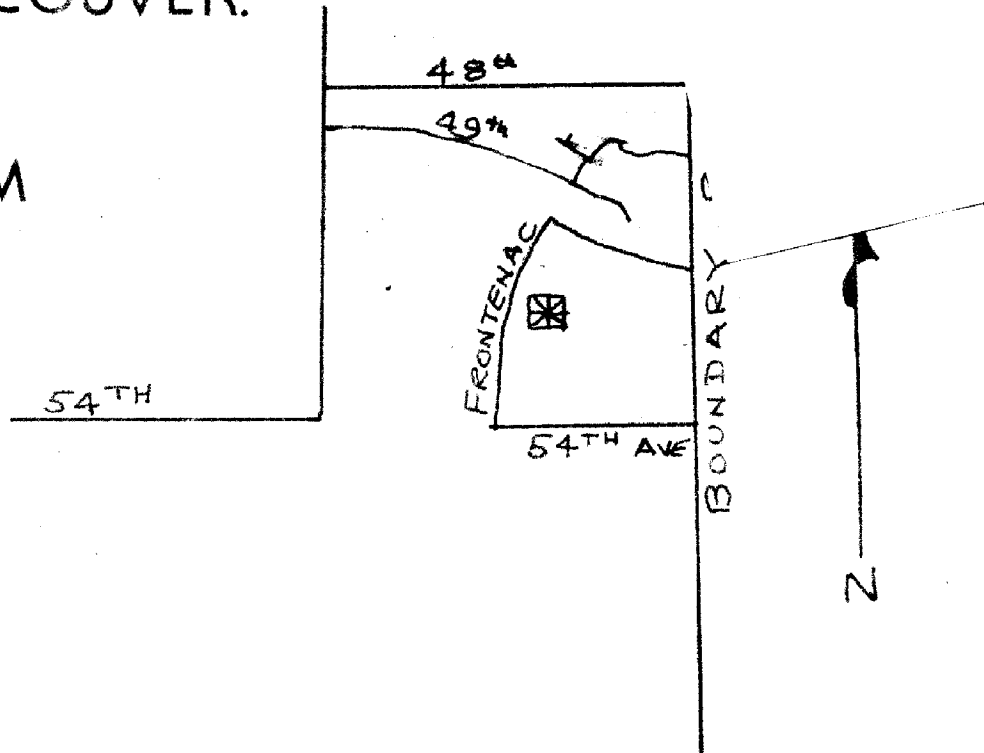 COUVER.
48th
49th
M
FRONTENAC
54TH
54TH AVE
BOUNDARY
N